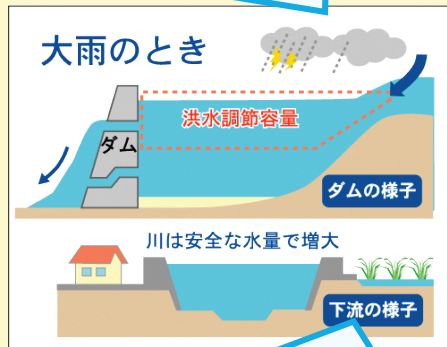 大雨のとき
洪水調節容量
ダム
ダムの様子
川は安全な水量で増大
下流の様子